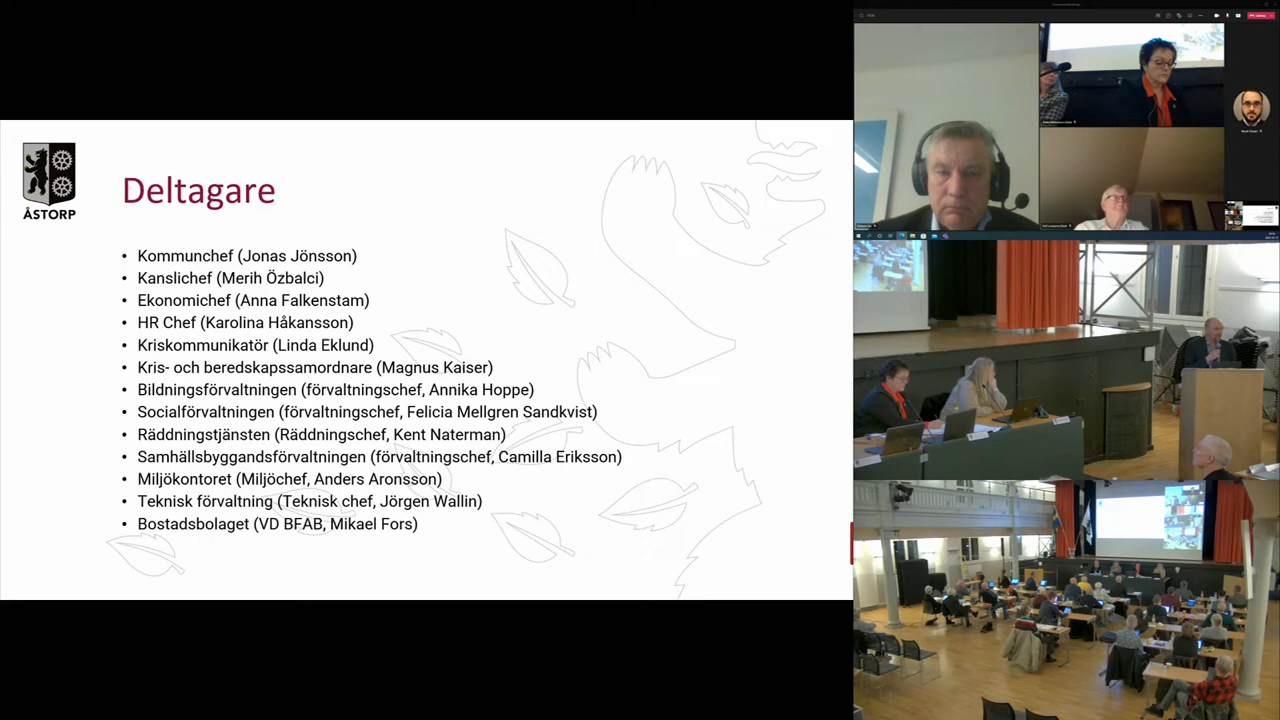 ÅSTORP
Deltagare
• Kommunchef (Jonas Jönsson)
• Kanslichef (Merih Özbalci)
• Ekonomichef (Anna Falkenstam)
• HR Chef (Karolina Håkansson)
• Kriskommunikatör (Linda Eklund)
• Kris- och beredskapssamordnare (Magnus Kaiser)
• Bildningsförvaltningen (förvaltningschef, Annika Hoppe)
• Socialförvaltningen (förvaltningschef, Felicia Mellgren Sandkvist)
• Räddningstjänsten (Räddningschef, Kent Naterman)
• Samhällsbyggandsförvaltningen (förvaltningschef, Camilla Eriksson)
• Miljökontoret (Miljöchef, Anders Aronsson)
• Teknisk förvaltning (Teknisk chef, Jörgen Wallin)
• Bostadsbolaget (VD BFAB, Mikael Fors)